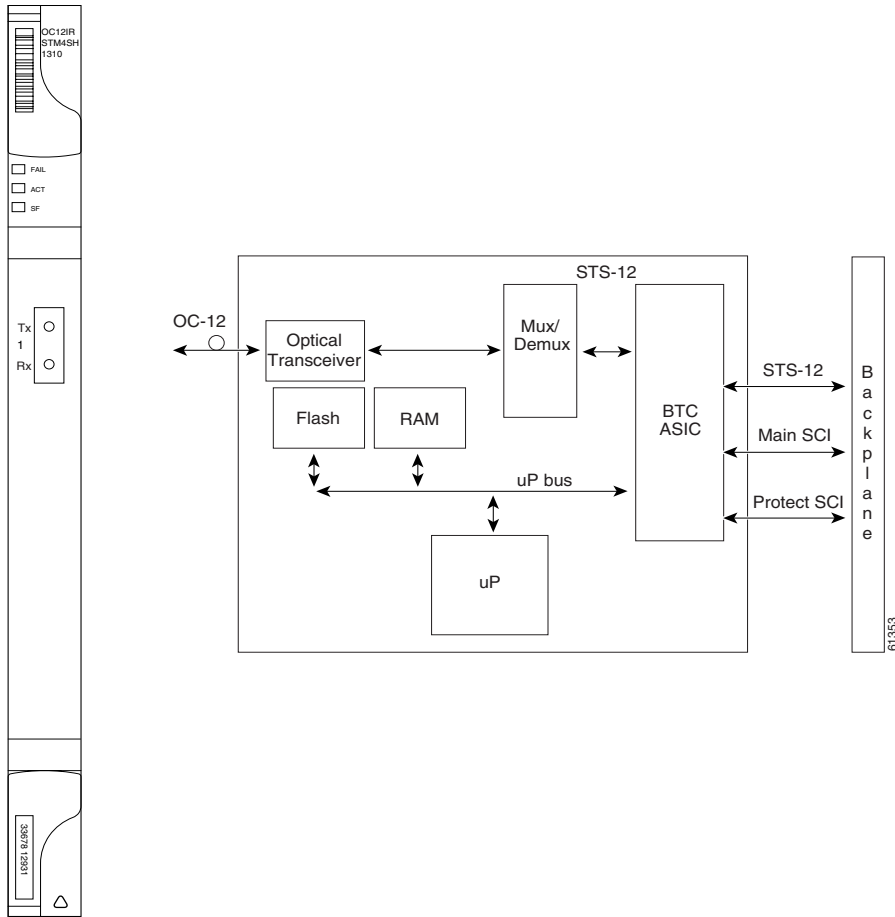 OC12IR
STM4SH
1310
FAIL
ACT
SF
Tx
1
Rx
33678 12931
OC-12
Optical
Transceiver
Flash
RAM
uP bus
uP
STS-12
Mux/
Demux
BTC
ASIC
STS-12
Main SCI
Protect SCI
Backplane
61353